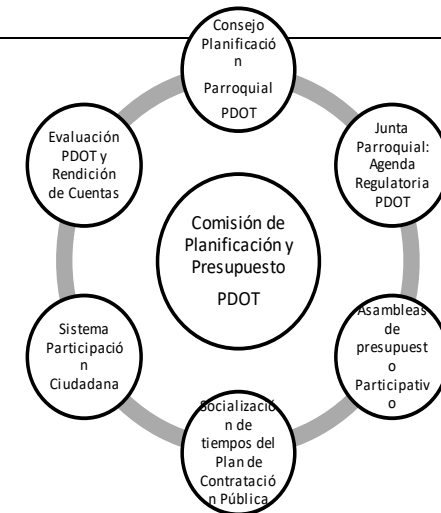 Consejo
Planificació
n
Parroquial
PDOT
Junta
Parroquial:
Agenda
Regulatoria
PDOT
Asambleas
de
presupuest
o
Participativ
o
Socializació
n de
tiempos del
Plan de
Contratació
n Pública
Sistema
Participació
n
Ciudadana
Evaluación
PDOT y
Rendición
de Cuentas
Comisión de
Planificación y
Presupuesto
PDOT